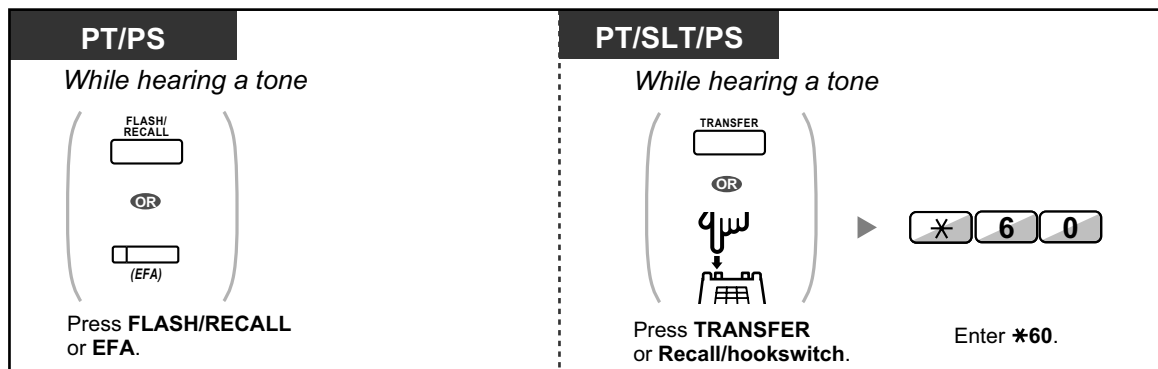 PT/PS
While hearing a tone
FLASH/
RECALL
OR
(EFA)
Press FLASH/RECALL
or EFA.
PT/SLT/PS
While hearing a tone
TRANSFER
OR
Press TRANSFER
or Recall/hookswitch.
* 6 0
Enter *60.